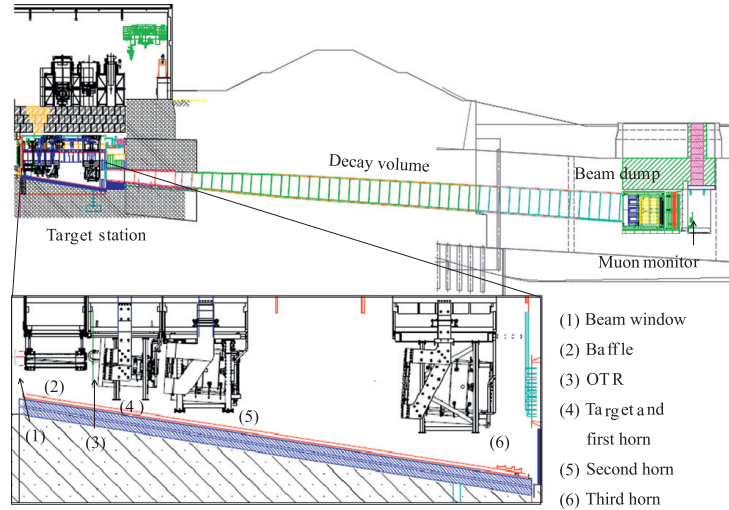 Decay volume
Beam dump
Target station
Muon monitor
(1) Beam window
(2) Baffle
(3) OTR
(4) Target and
first horn
(5) Second horn
(6) Third horn
(1)
(2)
(3)
(4)
(5)
(6)